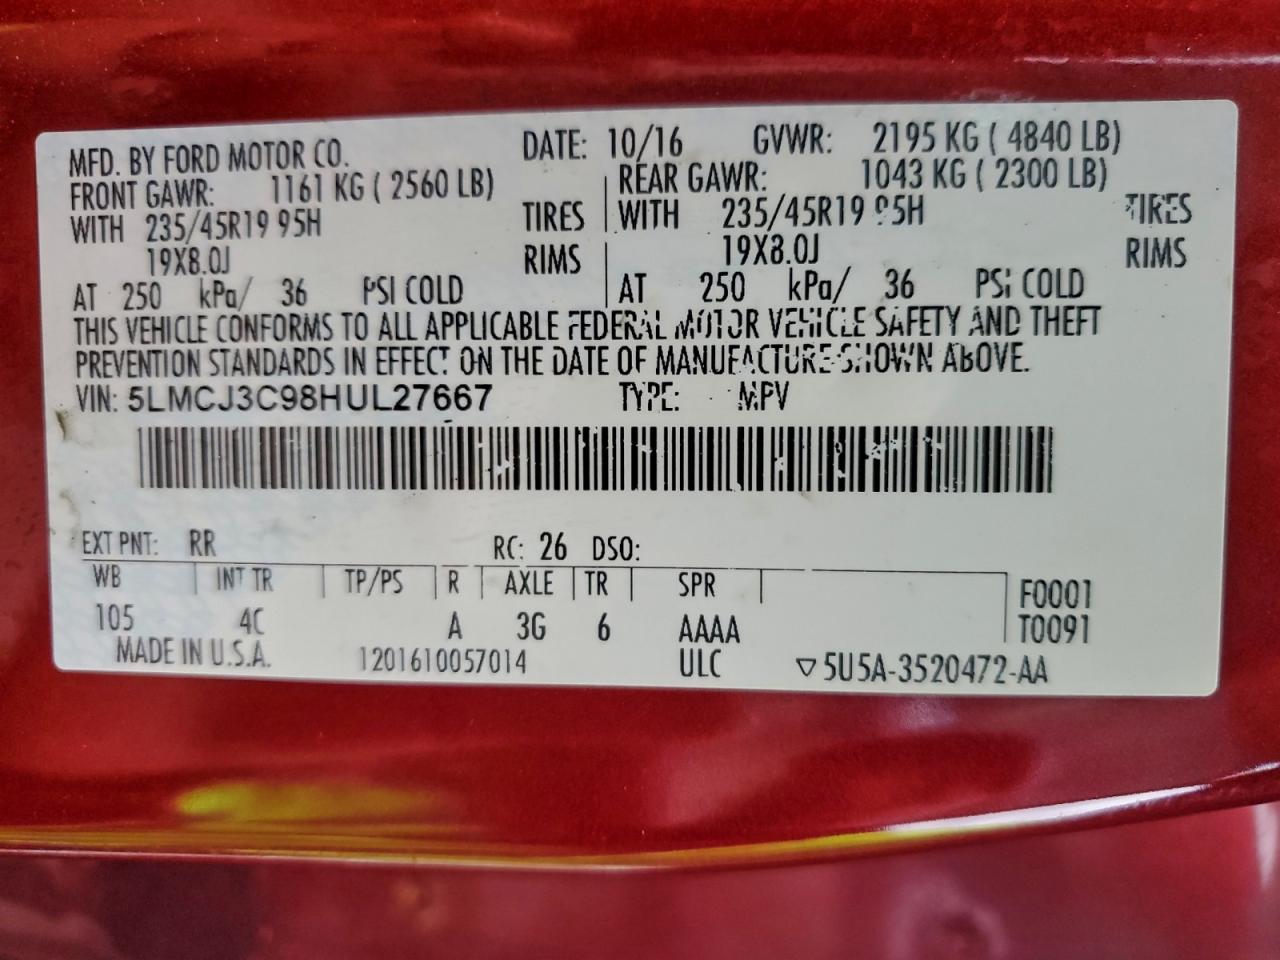 MFD. BY FORD MOTOR CO. DATE: 10/16 GVWR: 2195 KG ( 4840 LB)
FRONT GAWR: 1161 KG ( 2560 LB) REAR GAWR: 1043 KG ( 2300 LB)
WITH 235/45R19 95H TIRES WITH 235/45R19 95H TIRES
19X8.0J RIMS 19X8.0J RIMS
AT 250 kPa/ 36 PSI COLD AT 250 kPa/ 36 PSI COLD
THIS VEHICLE CONFORMS TO ALL APPLICABLE FEDERAL MOTOR VEHICLE SAFETY AND THEFT
PREVENTION STANDARDS IN EFFECT ON THE DATE OF MANUFACTURE SHOWN ABOVE.
VIN: 5LMCJ3C98HUL27667 TYPE: MPV
EXT PNT: RR RC: 26 DSO:
WB INT TR TP/PS R AXLE TR SPR F0001
105 4C A 3G 6 AAAA T0091
MADE IN U.S.A. 1201610057014 ULC ▽5U5A-3520472-AA